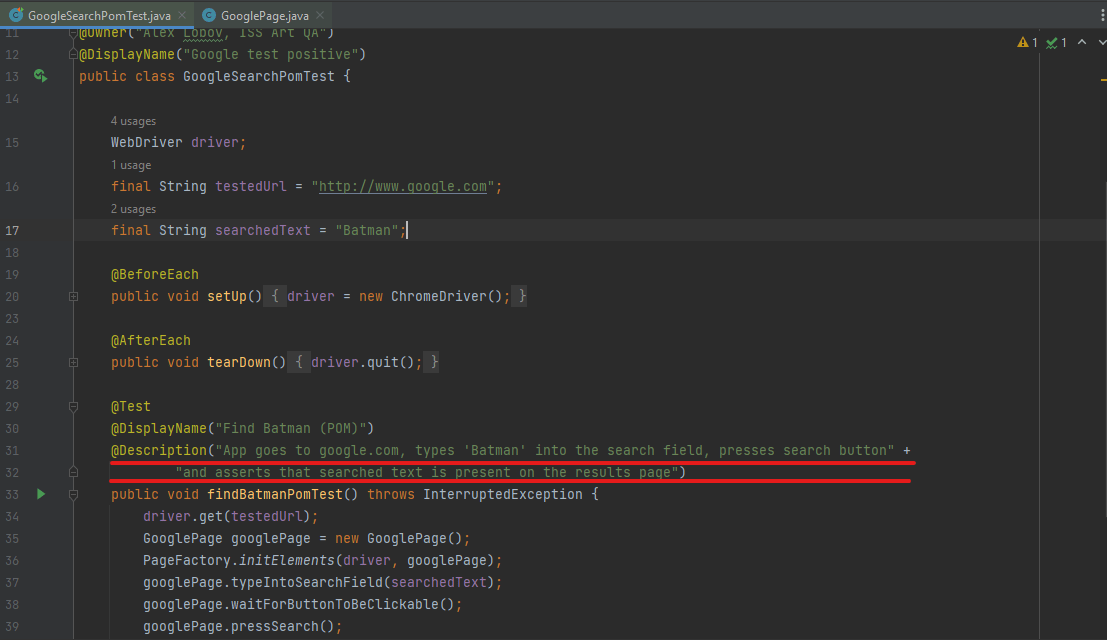 GoogleSearchPomTest.java GooglePage.java
11 @Owner("Alex Lobov, ISS Art QA")
1 1
12 @DisplayName("Google test positive")
13 public class GoogleSearchPomTest {
14
4 usages
15 WebDriver driver;
1 usage
16 final String testedUrl = "http://www.google.com";
2 usages
17 final String searchedText = "Batman";
18
19 @BeforeEach
20 public void setUp() { driver = new ChromeDriver(); }
23
24 @AfterEach
25 public void tearDown() { driver.quit(); }
28
29 @Test
30 @DisplayName("Find Batman (POM)")
31 @Description("App goes to google.com, types 'Batman' into the search field, presses search button" +
32 "and asserts that searched text is present on the results page")
33 public void findBatmanPomTest() throws InterruptedException {
34 driver.get(testedUrl);
35 GooglePage googlePage = new GooglePage();
36 PageFactory.initElements(driver, googlePage);
37 googlePage.typeIntoSearchField(searchedText);
38 googlePage.waitForButtonToBeClickable();
39 googlePage.pressSearch();